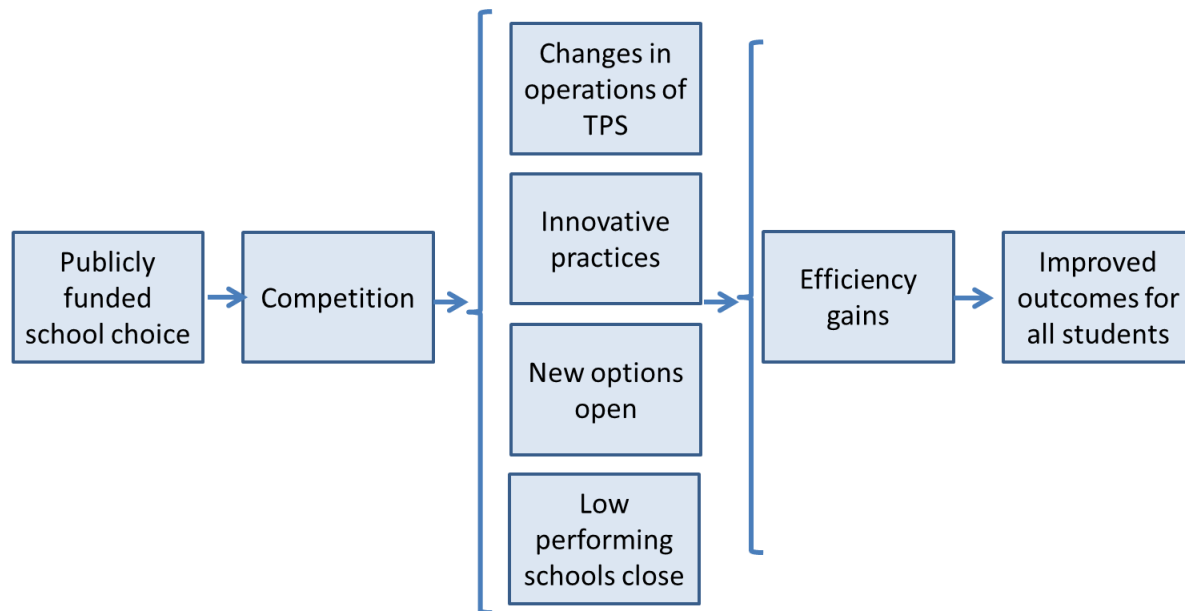 Publicly
funded
school choice
Competition
Changes in
operations of
TPS
Innovative
practices
New options
open
Low
performing
schools close
Efficiency
gains
Improved
outcomes for
all students